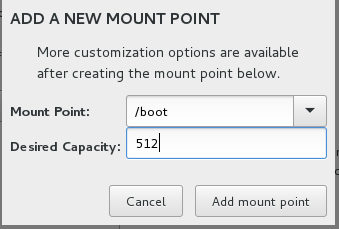 ADD A NEW MOUNT POINT
More customization options are available
after creating the mount point below.
Mount Point: /boot
Desired Capacity: 512
Cancel Add mount point